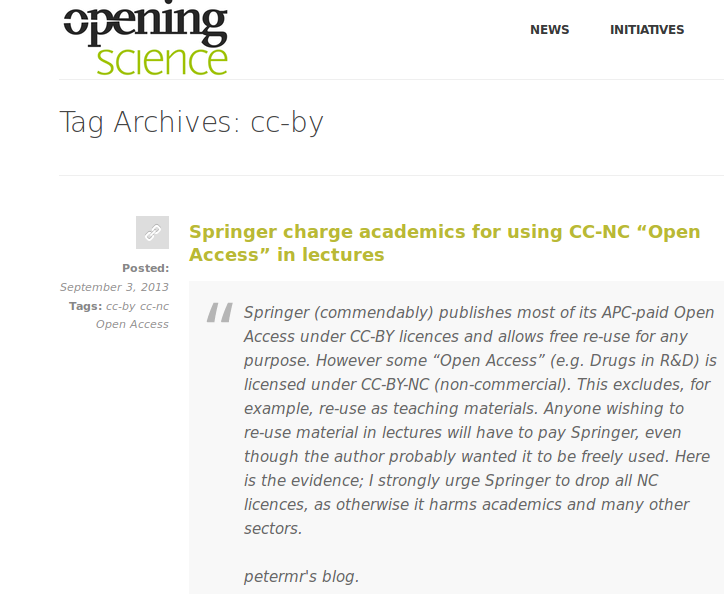 opening
science
NEWS INITIATIVES
Tag Archives: cc-by
Springer charge academics for using CC-NC “Open
Access” in lectures
Posted:
September 3, 2013
Tags: cc-by cc-nc
Open Access
“
Springer (commendably) publishes most of its APC-paid Open
Access under CC-BY licences and allows free re-use for any
purpose. However some “Open Access” (e.g. Drugs in R&D) is
licensed under CC-BY-NC (non-commercial). This excludes, for
example, re-use as teaching materials. Anyone wishing to
re-use material in lectures will have to pay Springer, even
though the author probably wanted it to be freely used. Here
is the evidence; I strongly urge Springer to drop all NC
licences, as otherwise it harms academics and many other
sectors.
petermr's blog.